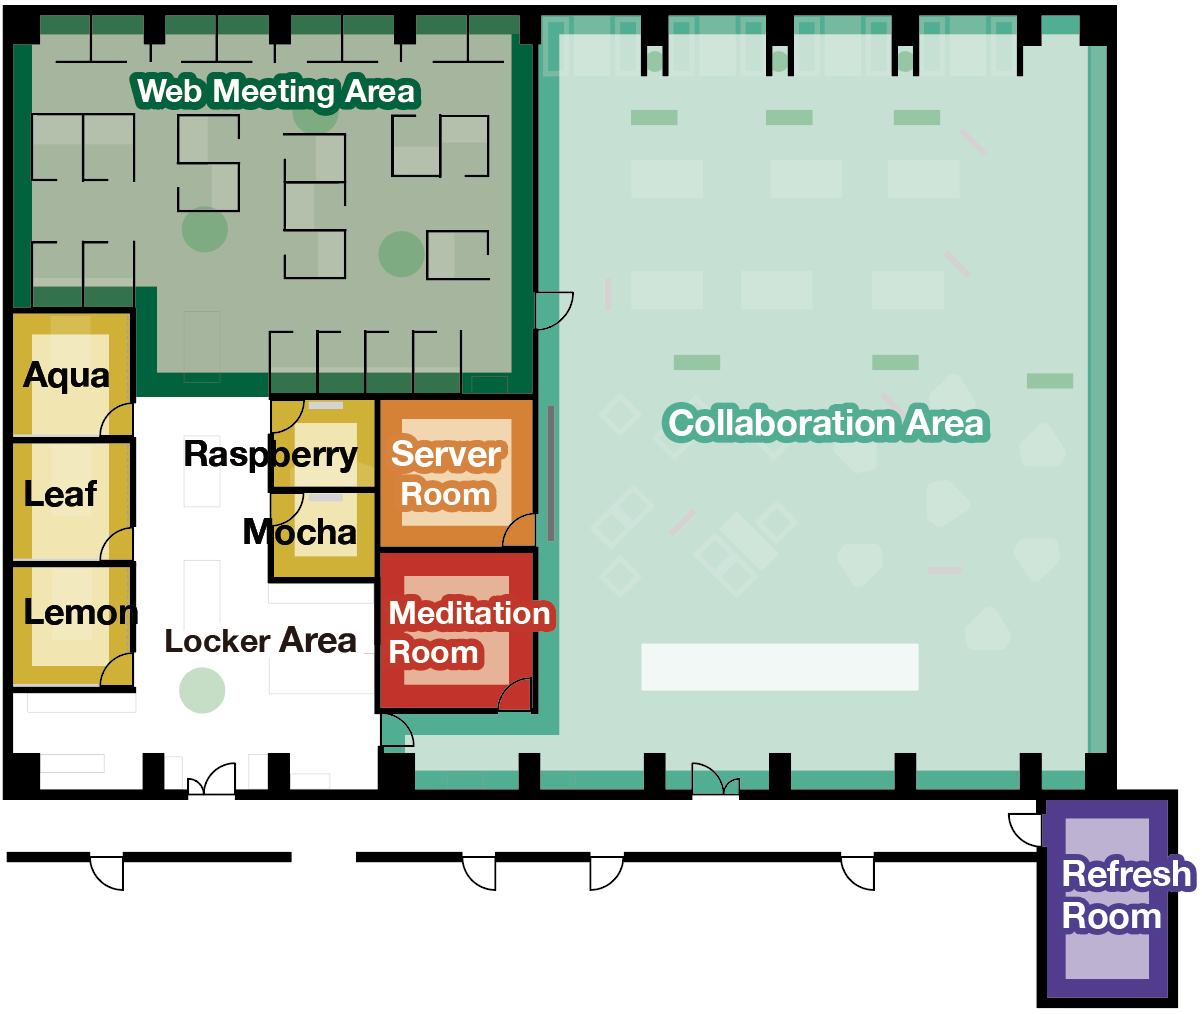 Web Meeting Area
Aqua
Collaboration Area
Raspberry
Server
Room
Leaf
Mocha
Lemon
Meditation
Room
Locker Area
Refresh
Room